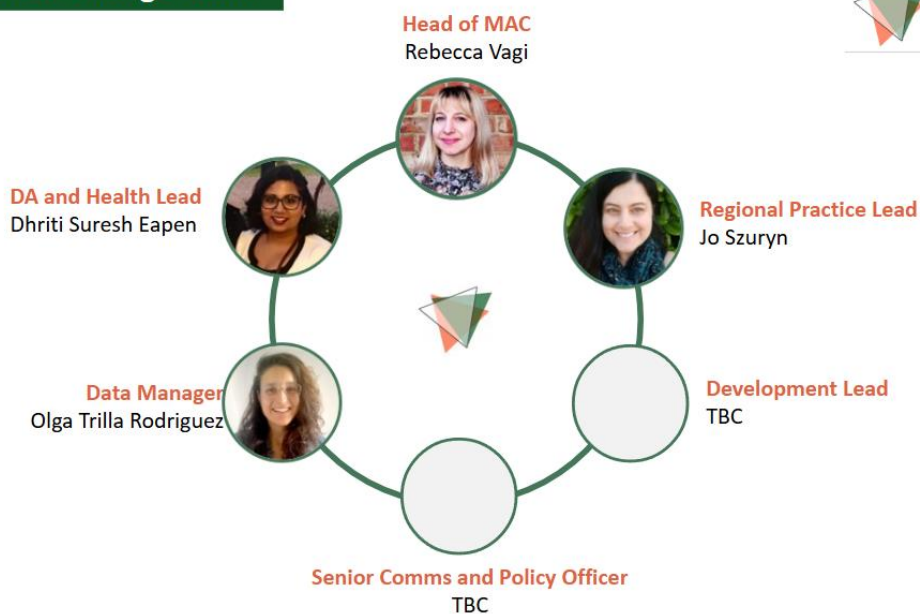 Head of MAC
Rebecca Vagi
DA and Health Lead
Dhriti Suresh Eapen
Regional Practice Lead
Jo Szuryn
Data Manager
Olga Trilla Rodriguez
Development Lead
TBC
Senior Comms and Policy Officer
TBC